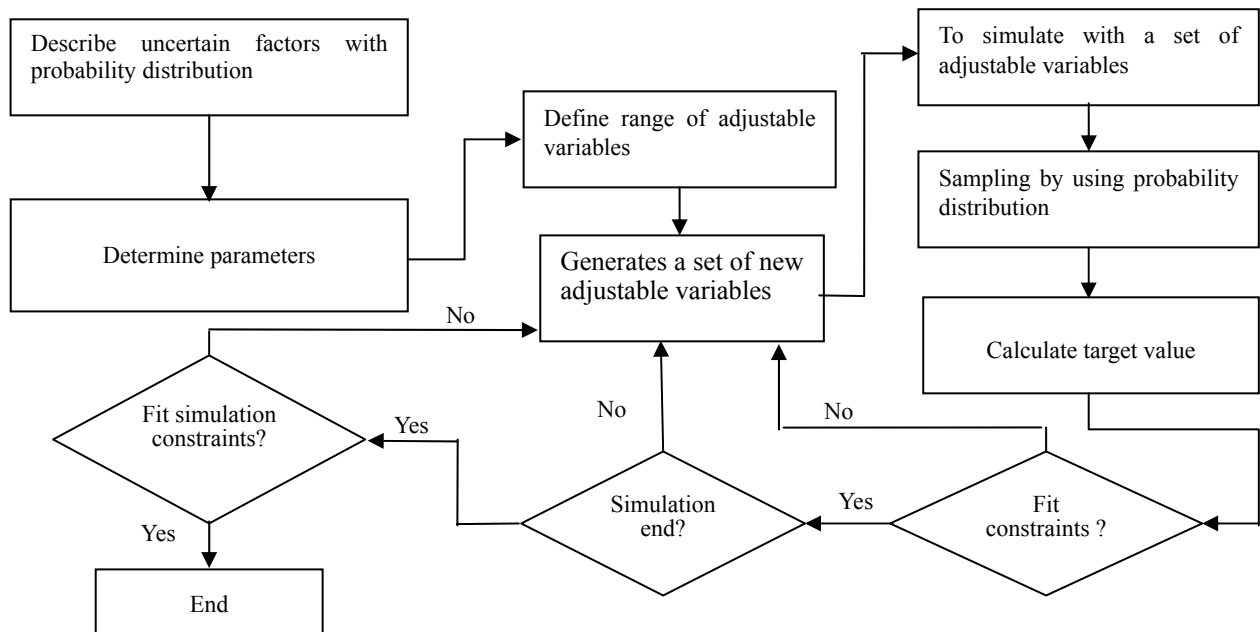 Describe uncertain factors with
probability distribution
Determine parameters
Define range of adjustable
variables
Generates a set of new
adjustable variables
To simulate with a set of
adjustable variables
Sampling by using probability
distribution
Calculate target value
Fit
constraints ?
No
Yes
Simulation
end?
No
Yes
Fit simulation
constraints?
No
Yes
End